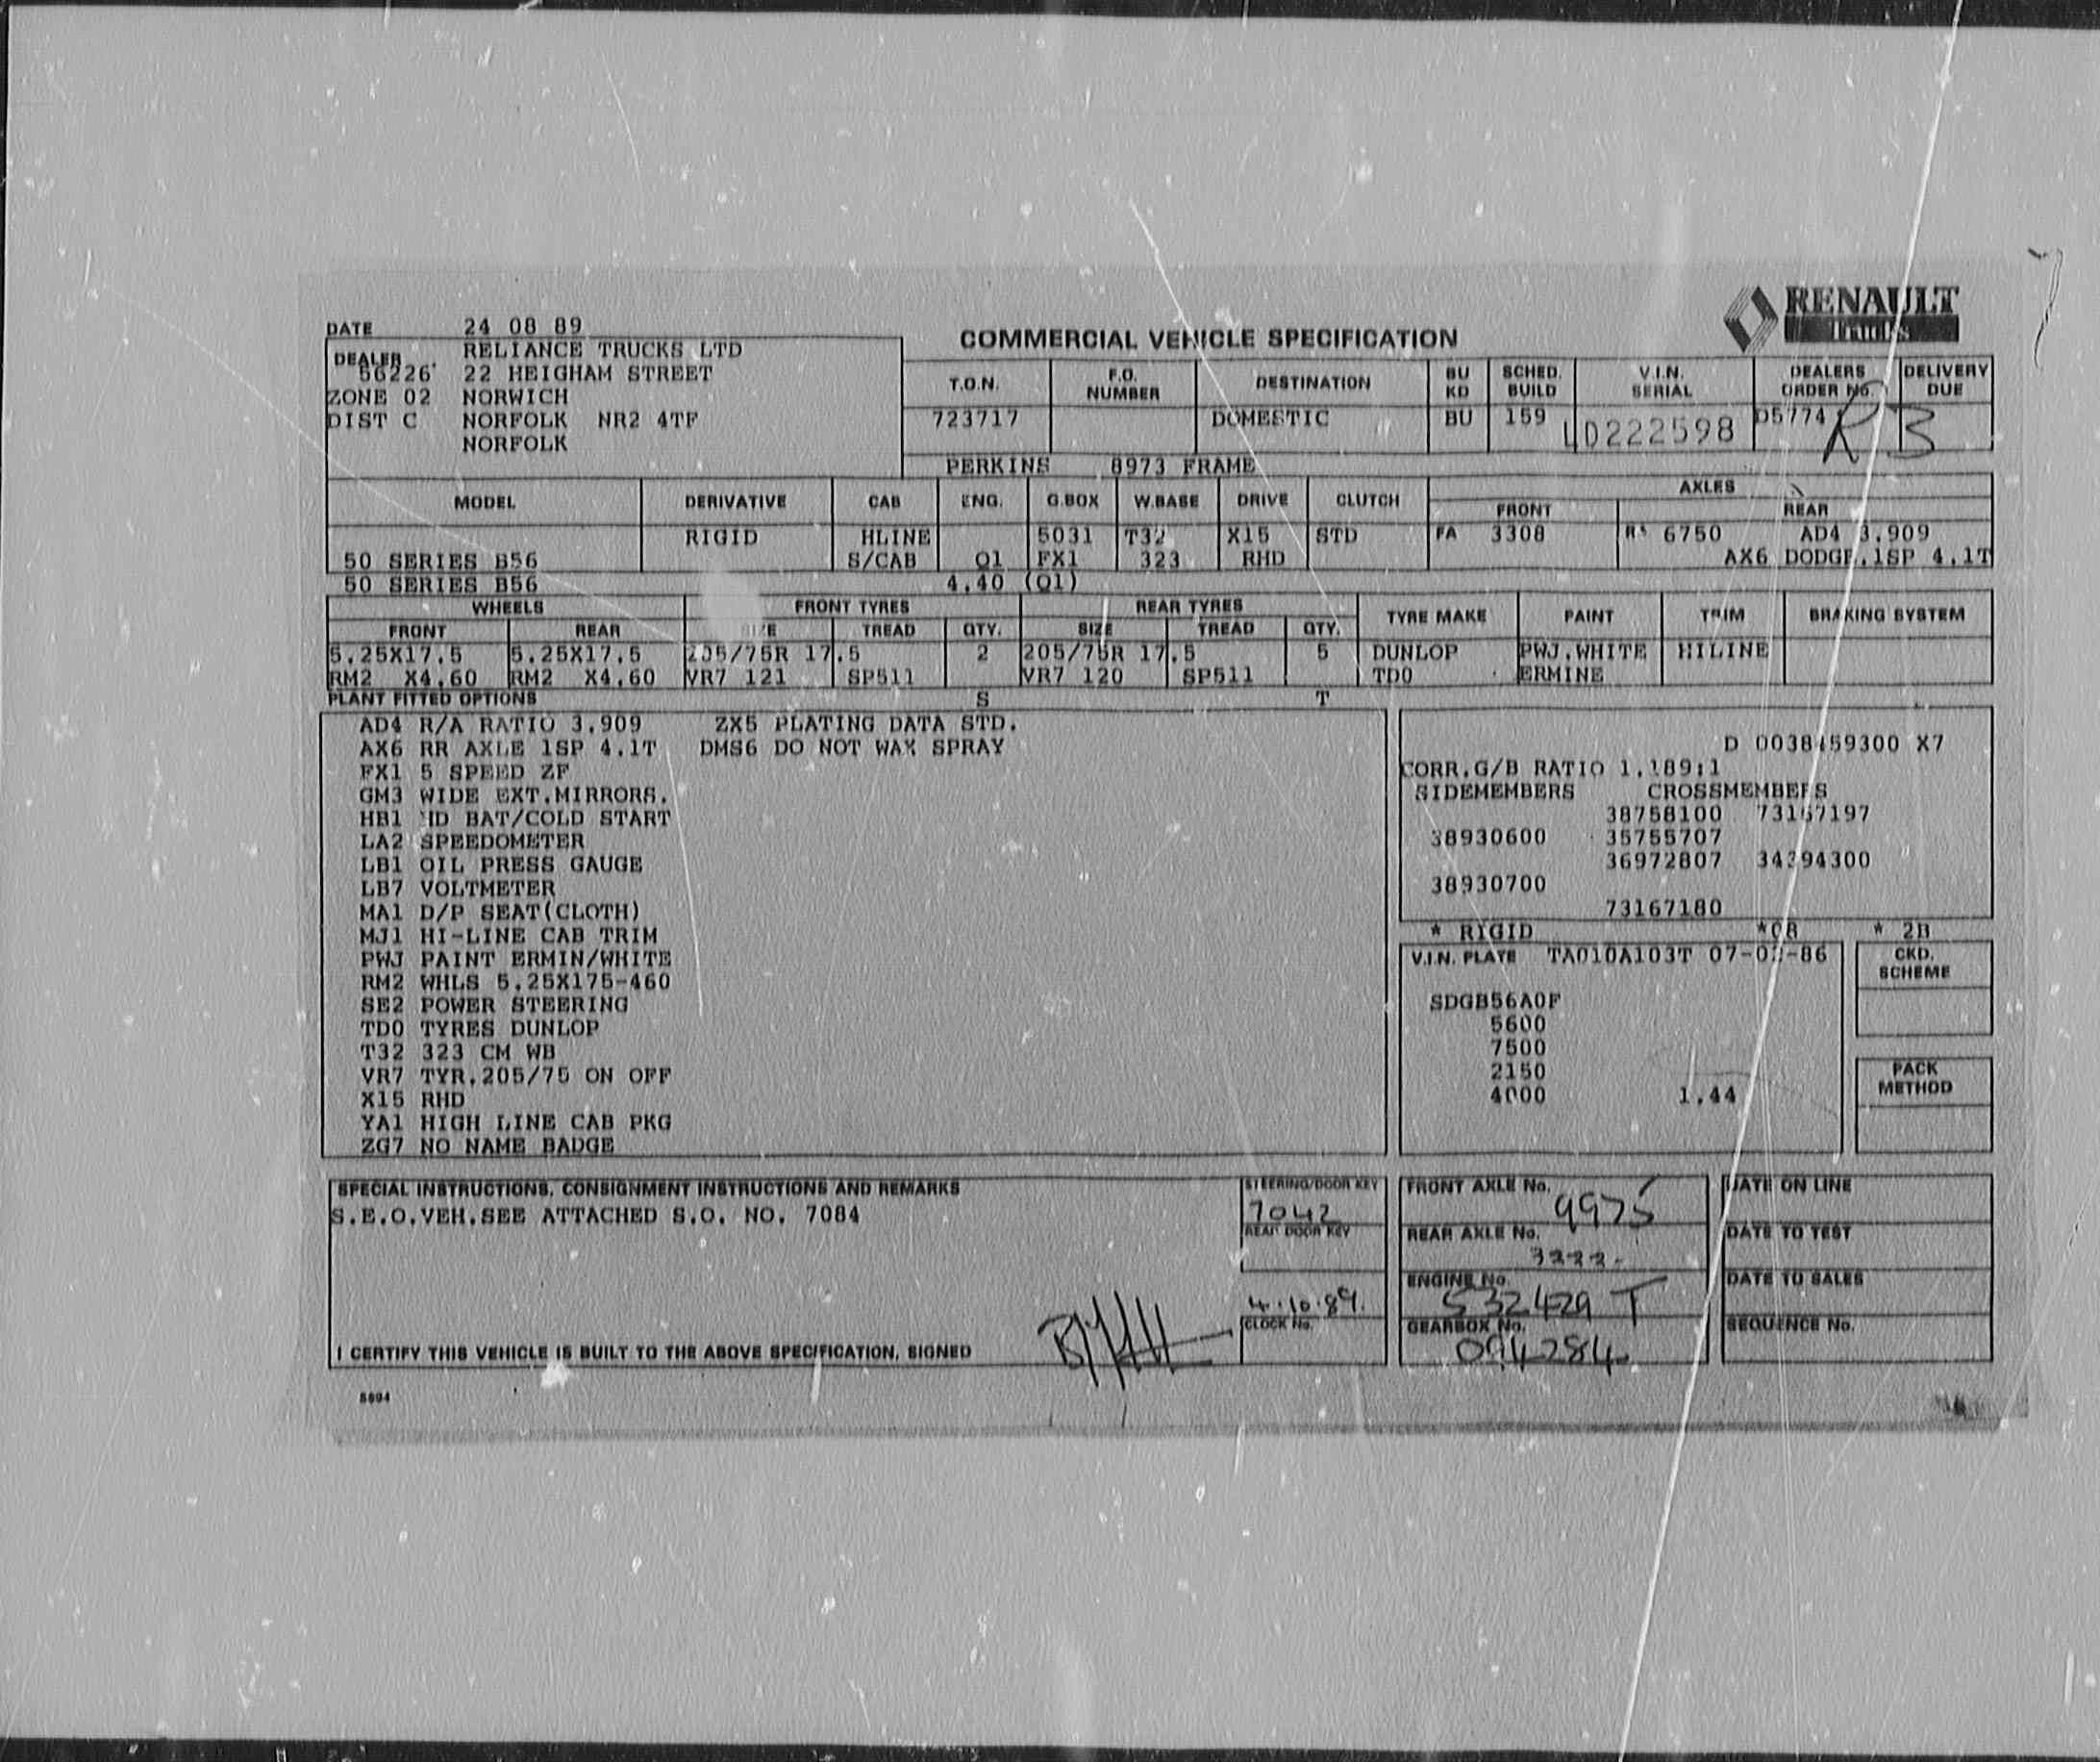 RENAULT
Trucks
DATE 24 08 89
COMMERCIAL VEHICLE SPECIFICATION
DEALER RELIANCE TRUCKS LTD
56226 22 HEIGHAM STREET
ZONE 02 NORWICH
DIST C NORFOLK NR2 4TF
NORFOLK
T.O.N. F.O. NUMBER DESTINATION BU KD SCHED. BUILD V.I.N. SERIAL DEALERS ORDER No. DELIVERY DUE
723717 DOMESTIC BU 159 LD222598 D5774 R B
PERKINS 8973 FRAME
MODEL DERIVATIVE CAB ENG. G.BOX W.BASE DRIVE CLUTCH AXLES
FRONT REAR
RIGID HLINE 5031 T32 X15 STD FA 3308 6750 AD4 3.909
50 SERIES B56 S/CAB Q1 FX1 323 RHD AX6 DODGE.1SP 4.1T
50 SERIES B56 4.40 (Q1)
WHEELS FRONT TYRES REAR TYRES TYRE MAKE PAINT TRIM BRAKING SYSTEM
FRONT REAR SIZE TREAD QTY. SIZE TREAD QTY.
5.25X17.5 5.25X17.5 205/75R 17.5 2 205/75R 17.5 5 DUNLOP PWJ.WHITE HILINE
RM2 X4.60 RM2 X4.60 VR7 121 SP511 VR7 120 SP511 TD0 ERMINE
PLANT FITTED OPTIONS S T
AD4 R/A RATIO 3.909 ZX5 PLATING DATA STD.
AX6 RR AXLE 1SP 4.1T DMS6 DO NOT WAX SPRAY
FX1 5 SPEED ZF
GM3 WIDE EXT.MIRRORS.
HB1 HD BAT/COLD START
LA2 SPEEDOMETER
LB1 OIL PRESS GAUGE
LB7 VOLTMETER
MA1 D/P SEAT(CLOTH)
MJ1 HI-LINE CAB TRIM
PWJ PAINT ERMIN/WHITE
RM2 WHLS 5.25X175-460
SE2 POWER STEERING
TD0 TYRES DUNLOP
T32 323 CM WB
VR7 TYR.205/75 ON OFF
X15 RHD
YA1 HIGH LINE CAB PKG
ZG7 NO NAME BADGE
D 0038459300 X7
CORR.G/B RATIO 1.189:1
SIDEMEMBERS CROSSMEMBERS
38758100 73167197
38930600 35755707
36972807 34394300
38930700
73167180
* RIGID *08 * 2B
V.I.N. PLATE TA010A103T
CKD. SCHEME
SDGB56A0F
5600
7500
2150
4000 1.44
PACK METHOD
SPECIAL INSTRUCTIONS. CONSIGNMENT INSTRUCTIONS AND REMARKS
S.E.O.VEH.SEE ATTACHED S.O. NO. 7084
STEERING/DOOR KEY
7042
REAR DOOR KEY
4.10.89.
CLOCK No.
I CERTIFY THIS VEHICLE IS BUILT TO THE ABOVE SPECIFICATION. SIGNED
FRONT AXLE No. 9975
REAR AXLE No.
3222.
ENGINE No.
532429 T
GEARBOX No.
094284
DATE ON LINE
DATE TO TEST
DATE TO SALES
SEQUENCE No.
5694